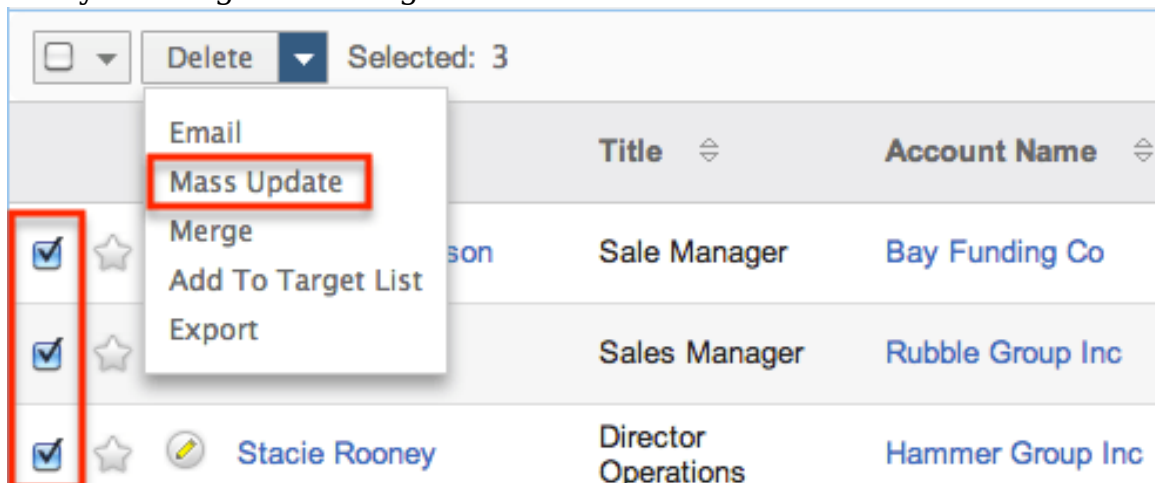 Delete Selected: 3
Email
Title Account Name
Mass Update
Merge
son Sale Manager Bay Funding Co
Add To Target List
Export
Sales Manager Rubble Group Inc
Stacie Rooney Director Operations Hammer Group Inc